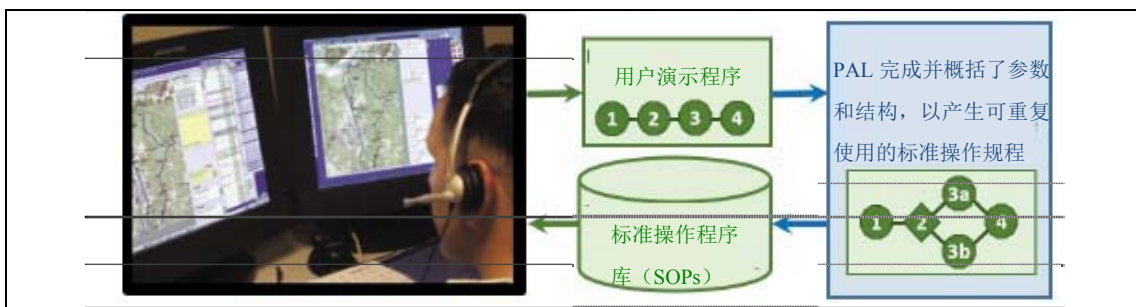 用户演示程序
1 2 3 4
PAL 完成并概括了参数
和结构，以产生可重复
使用的标准操作规程
3a
1 2 4
3b
标准操作程序
库（SOPs）